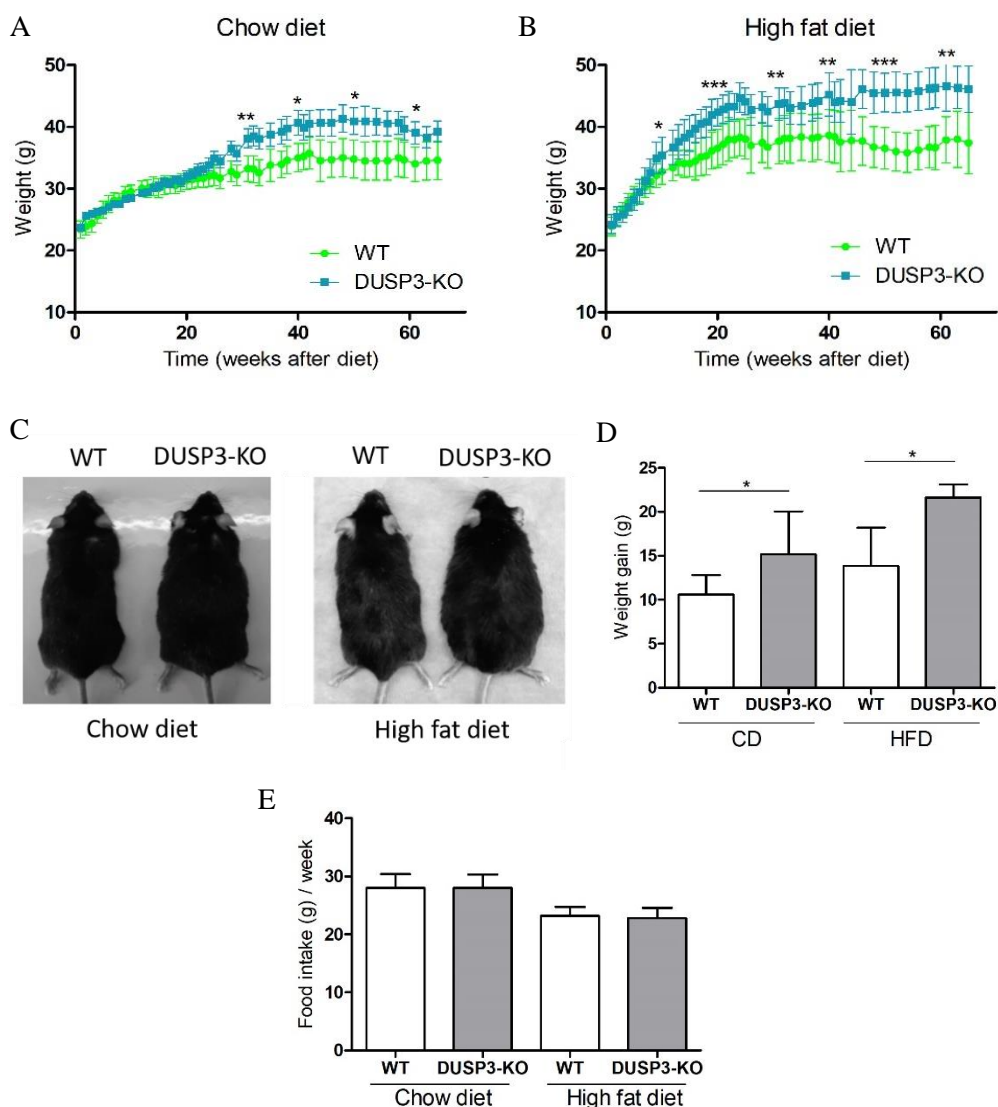 A
Chow diet
Weight (g)
50
40
30
20
10
**
*
*
*
WT
DUSP3-KO
0
20
40
60
Time (weeks after diet)
B
High fat diet
Weight (g)
50
40
30
20
10
*
***
**
**
***
**
WT
DUSP3-KO
0
20
40
60
Time (weeks after diet)
C
WT
DUSP3-KO
WT
DUSP3-KO
Chow diet
High fat diet
D
Weight gain (g)
25
20
15
10
5
0
*
*
WT
DUSP3-KO
WT
DUSP3-KO
CD
HFD
E
Food intake (g) / week
40
30
20
10
0
WT
DUSP3-KO
WT
DUSP3-KO
Chow diet
High fat diet